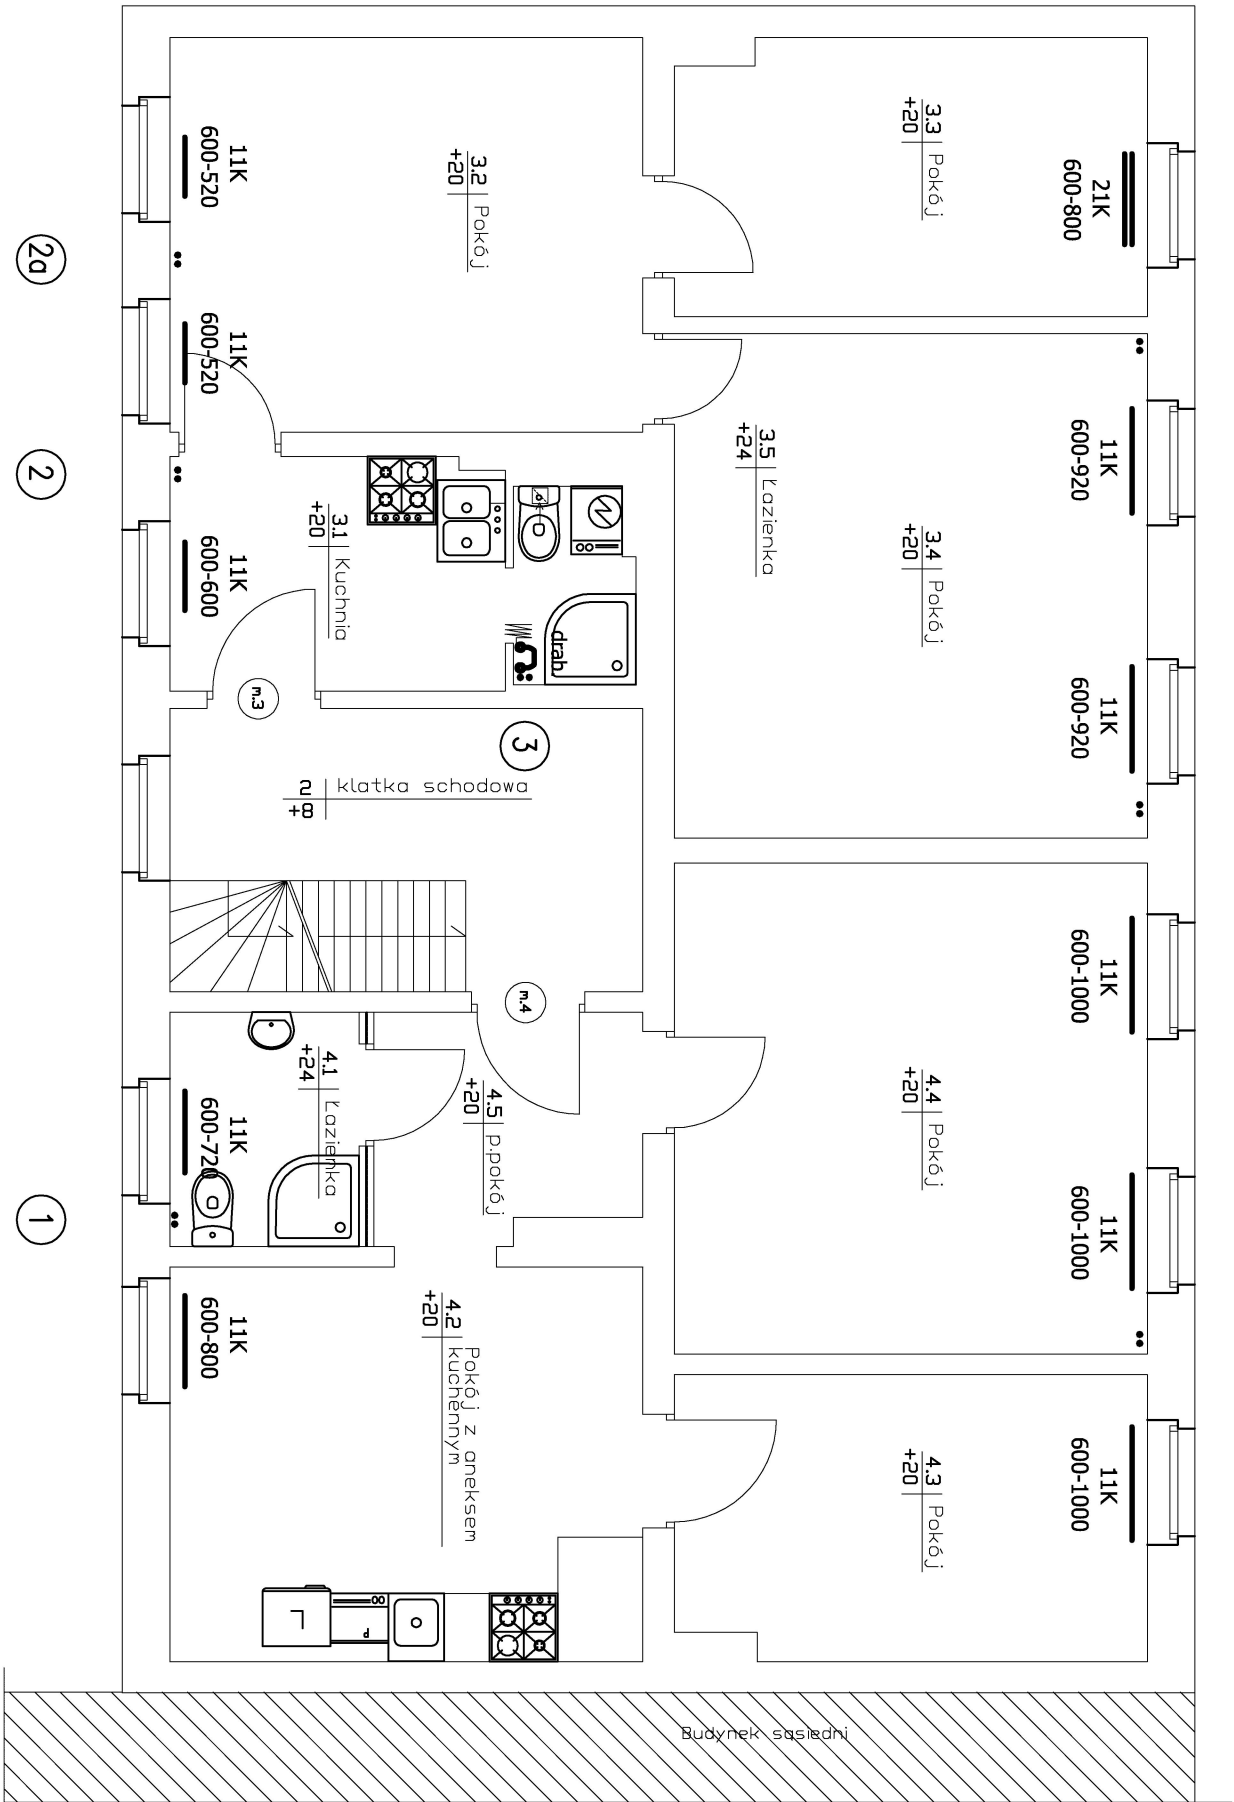 11K
600-520
3.2 Pokój
+20
3.3 Pokój
+20
21K
600-800
2a
11K
600-520
2
11K
600-600
3.1 Kuchnia
+20
3.5 Łazienka
+24
3.4 Pokój
+20
11K
600-920
11K
600-920
drab.
m.3
3
2 klatka schodowa
+8
m.4
11K
600-1000
4.4 Pokój
+20
11K
600-1000
4.1 Łazienka
+24
4.5 p.pokój
+20
11K
600-720
1
11K
600-800
4.2 Pokój z aneksem
+20 kuchennym
4.3 Pokój
+20
11K
600-1000
L
P
Budynek sąsiedni